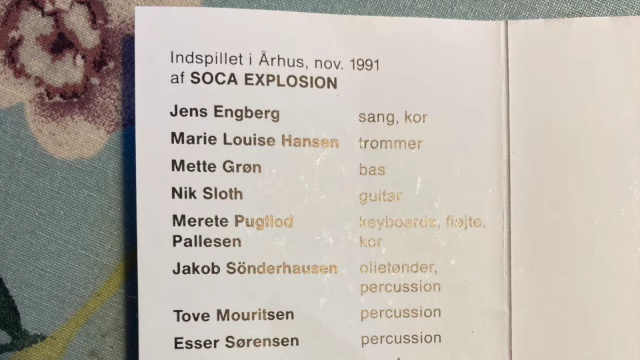 Indspillet i Århus, nov. 1991
af SOCA EXPLOSION
Jens Engberg sang, kor
Marie Louise Hansen trommer
Mette Grøn bas
Nik Sloth guitar
Merete Pugflod keyboards, fløjte,
Pallesen kor
Jakob Sönderhausen olietønder,
percussion
Tove Mouritsen percussion
Esser Sørensen percussion